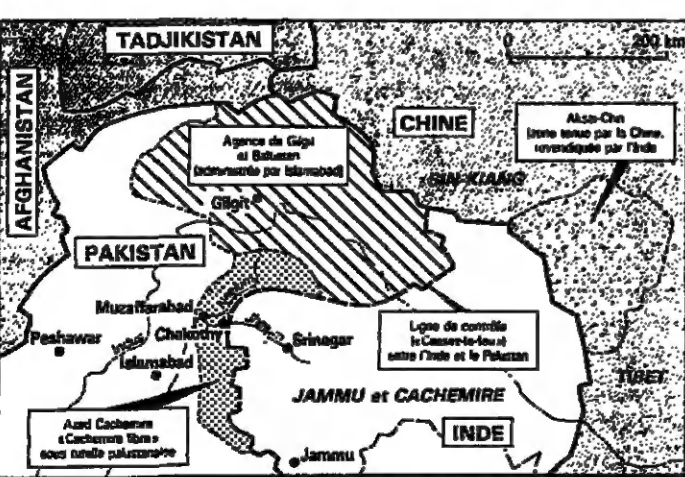 TADJIKISTAN
0 200 km
AFGHANISTAN
CHINE
Agence de Gilgit
et Baltistan
(administrée par Islamabad)
Aksai-Chin
(zone tenue par la Chine,
revendiquée par l'Inde
SIN-KIANG
Gilgit
PAKISTAN
Muzaffarabad
Chakothi
Peshawar
Indus
Islamabad
Srinagar
Ligne de contrôle
(«Cessez-le-feu»)
entre l'Inde et le Pakistan
TIBET
JAMMU et CACHEMIRE
Azad Cachemire
«Cachemire libre»
sous tutelle pakistanaise
INDE
Jammu